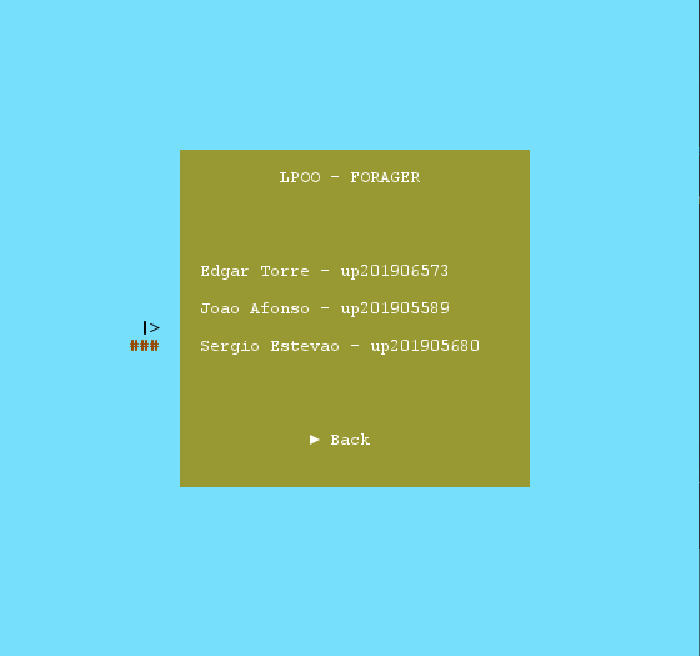 LPOO - FORAGER
Edgar Torre - up201906573
Joao Afonso - up201905589
|>
###
Sergio Estevao - up201905680
► Back